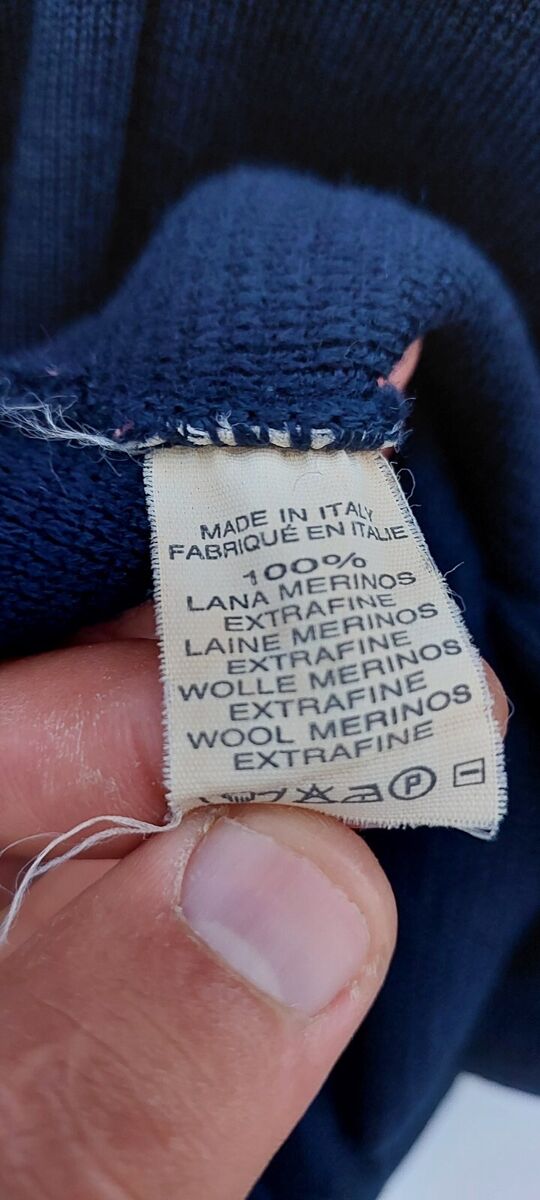 MADE IN ITALY
FABRIQUÉ EN ITALIE
100%
LANA MERINOS
EXTRAFINE
LAINE MERINOS
EXTRAFINE
WOLLE MERINOS
EXTRAFINE
WOOL MERINOS
EXTRAFINE
P